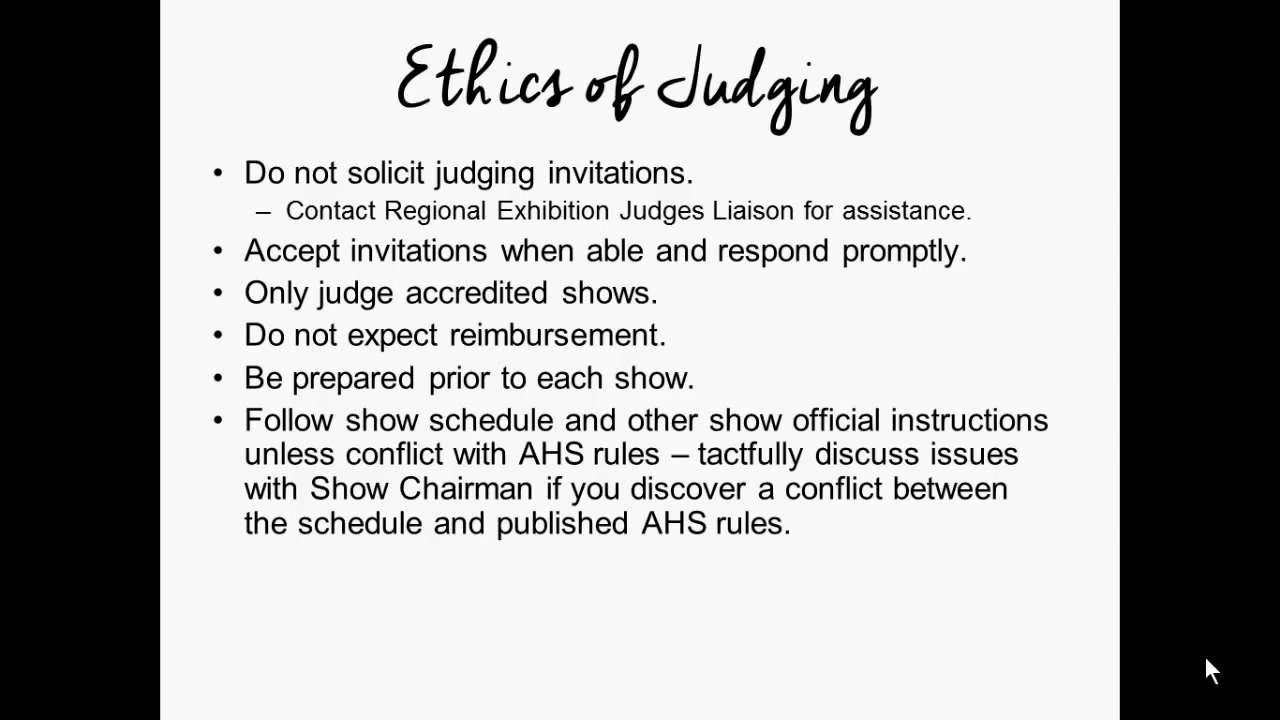 Ethics of Judging
• Do not solicit judging invitations.
– Contact Regional Exhibition Judges Liaison for assistance.
• Accept invitations when able and respond promptly.
• Only judge accredited shows.
• Do not expect reimbursement.
• Be prepared prior to each show.
• Follow show schedule and other show official instructions
unless conflict with AHS rules – tactfully discuss issues
with Show Chairman if you discover a conflict between
the schedule and published AHS rules.